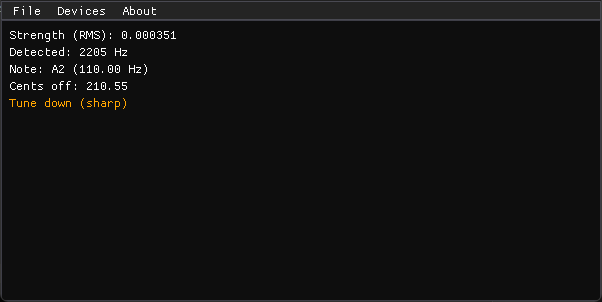 File Devices About
Strength (RMS): 0.000351
Detected: 2205 Hz
Note: A2 (110.00 Hz)
Cents off: 210.55
Tune down (sharp)